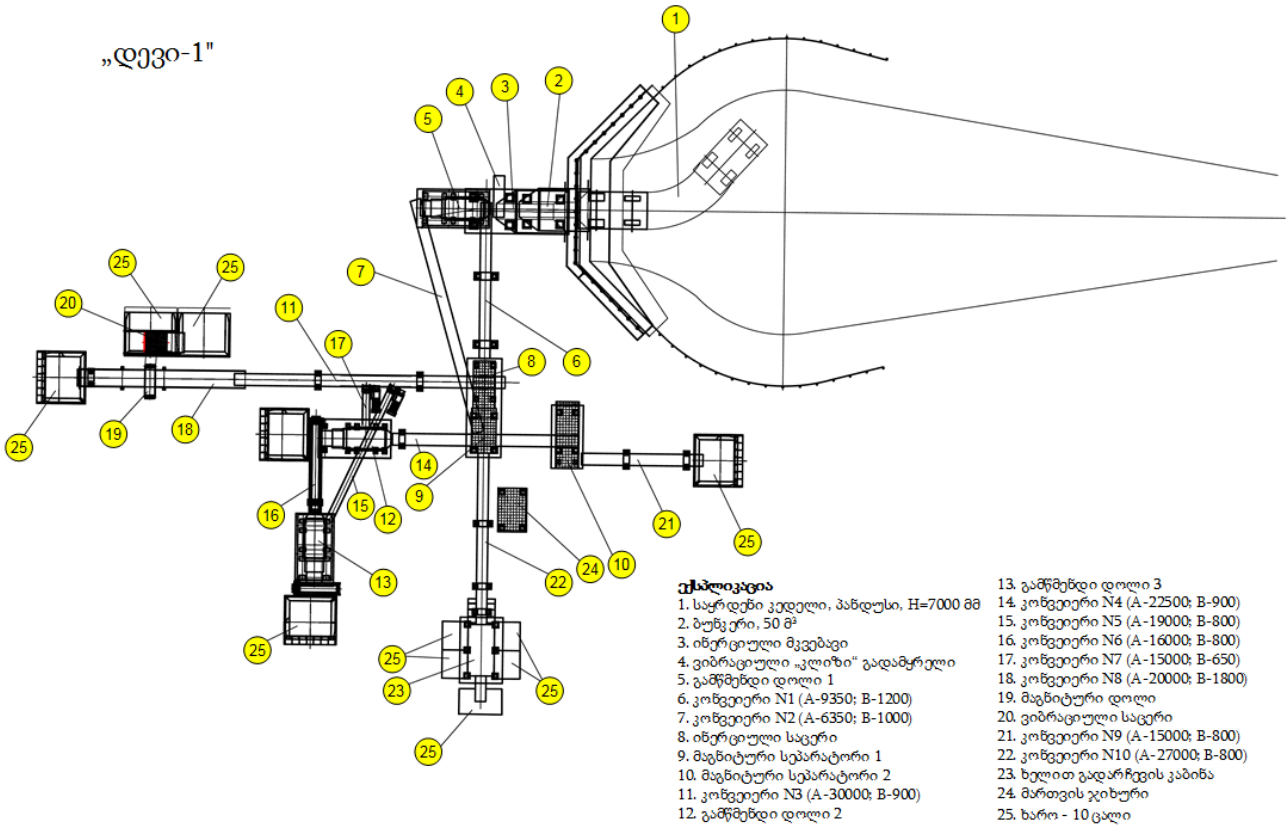 „დევი-1"
1
2
3
4
5
25
25
7
20
11
17
8
6
25
19
18
14
15
12
9
16
21
25
10
24
13
22
25
25
23
25
25
ექსპლიკაცია
1. საყრდენი კედელი, პანდუსი, H=7000 მმ
2. ბუნკერი, 50 მ³
3. ინერციული მკვებავი
4. ვიბრაციული „კლიზი“ გადამყრელი
5. გამწმენდი დოლი 1
6. კონვეიერი N1 (A-9350; B-1200)
7. კონვეიერი N2 (A-6350; B-1000)
8. ინერციული საცერი
9. მაგნიტური სეპარატორი 1
10. მაგნიტური სეპარატორი 2
11. კონვეიერი N3 (A-30000; B-900)
12. გამწმენდი დოლი 2
13. გამწმენდი დოლი 3
14. კონვეიერი N4 (A-22500; B-900)
15. კონვეიერი N5 (A-19000; B-800)
16. კონვეიერი N6 (A-16000; B-800)
17. კონვეიერი N7 (A-15000; B-650)
18. კონვეიერი N8 (A-20000; B-1800)
19. მაგნიტური დოლი
20. ვიბრაციული საცერი
21. კონვეიერი N9 (A-15000; B-800)
22. კონვეიერი N10 (A-27000; B-800)
23. ხელით გადარჩევის კაბინა
24. მართვის ჯიხური
25. ხარო - 10 ცალი